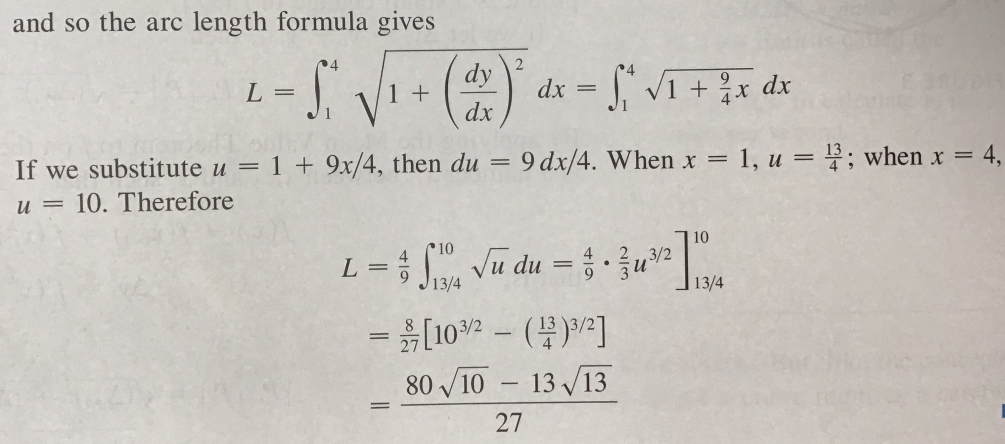 and so the arc length formula gives
L = ∫₁⁴ √(1 + (dy/dx)²) dx = ∫₁⁴ √(1 + 9/4 x) dx
If we substitute u = 1 + 9x/4, then du = 9 dx/4. When x = 1, u = 13/4; when x = 4,
u = 10. Therefore
L = 4/9 ∫_{13/4}^{10} √u du = 4/9 · 2/3 u^{3/2} ]_{13/4}^{10}
= 8/27 [10^{3/2} − (13/4)^{3/2}]
= (80√10 − 13√13)/27